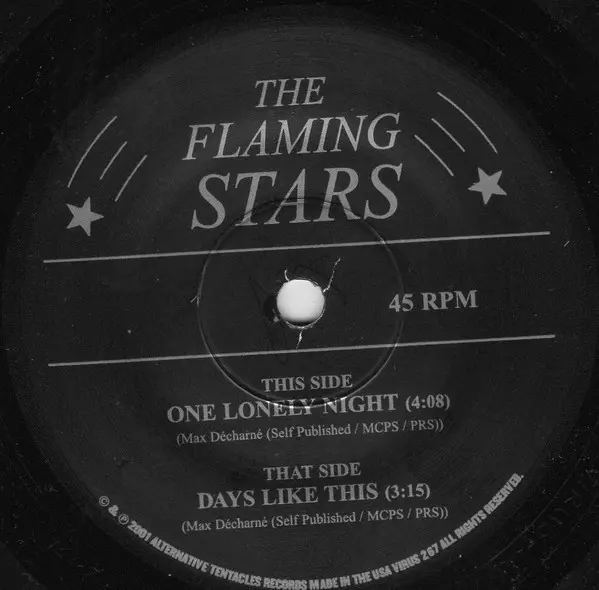 THE
FLAMING
STARS
45 RPM
THIS SIDE
ONE LONELY NIGHT (4:08)
(Max Décharné (Self Published / MCPS / PRS))
THAT SIDE
DAYS LIKE THIS (3:15)
(Max Décharné (Self Published / MCPS / PRS))
© & ℗ 2001 ALTERNATIVE TENTACLES RECORDS MADE IN THE USA VIRUS 267 ALL RIGHTS RESERVED.